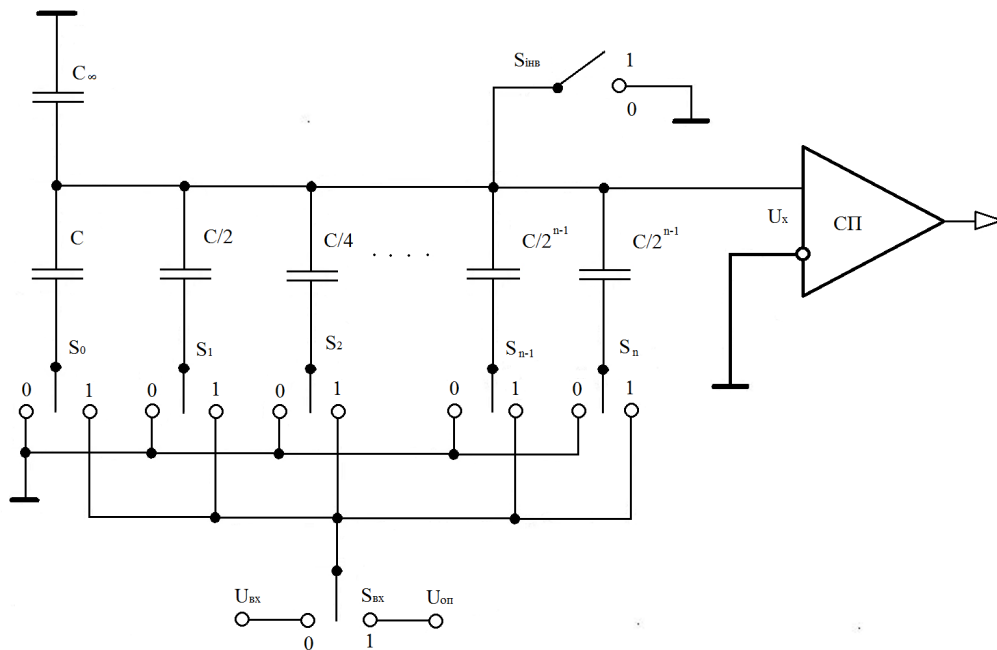 C∞
Sінв
1
0
C
C/2
C/4
. . . .
C/2ⁿ⁻¹
C/2ⁿ⁻¹
Uх
СП
S₀
S₁
S₂
Sₙ₋₁
Sₙ
0 1 0 1 0 1 0 1 0 1
Uвх
Sвх
Uоп
0
1